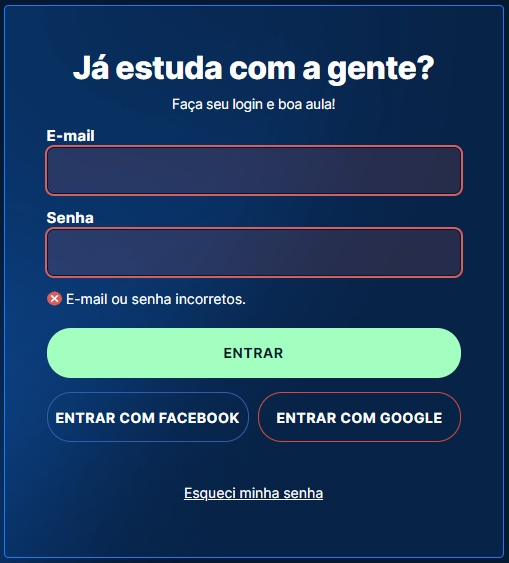 Já estuda com a gente?
Faça seu login e boa aula!
E-mail
Senha
E-mail ou senha incorretos.
ENTRAR
ENTRAR COM FACEBOOK
ENTRAR COM GOOGLE
Esqueci minha senha